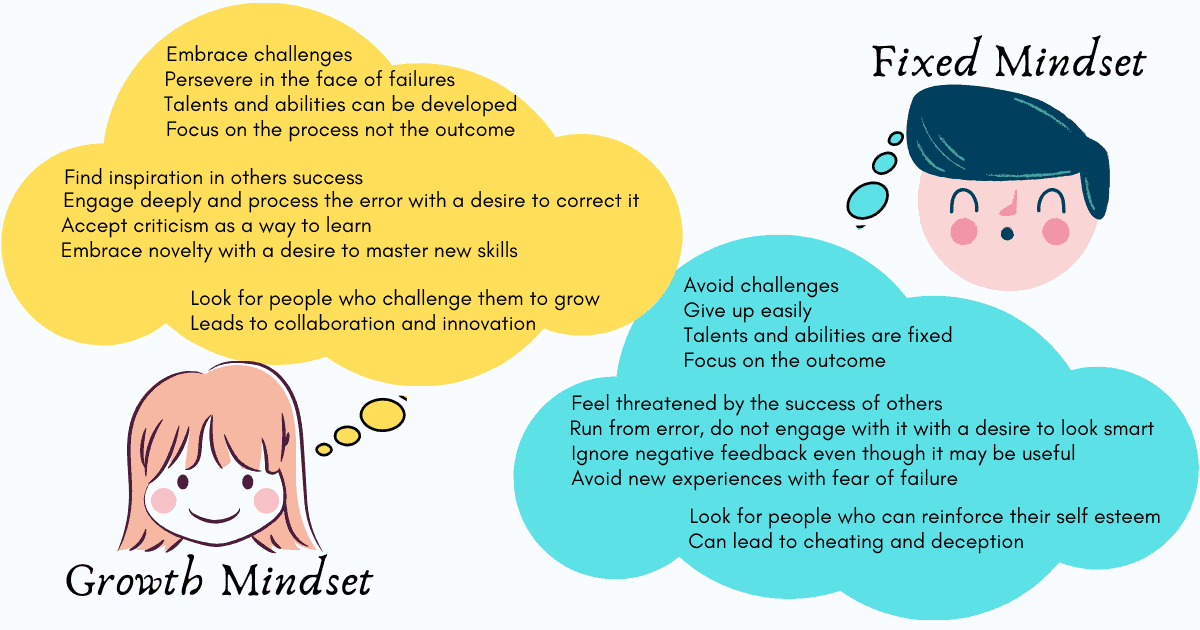 Embrace challenges
Persevere in the face of failures
Talents and abilities can be developed
Focus on the process not the outcome
Find inspiration in others success
Engage deeply and process the error with a desire to correct it
Accept criticism as a way to learn
Embrace novelty with a desire to master new skills
Look for people who challenge them to grow
Leads to collaboration and innovation
Growth Mindset
Fixed Mindset
Avoid challenges
Give up easily
Talents and abilities are fixed
Focus on the outcome
Feel threatened by the success of others
Run from error, do not engage with it with a desire to look smart
Ignore negative feedback even though it may be useful
Avoid new experiences with fear of failure
Look for people who can reinforce their self esteem
Can lead to cheating and deception